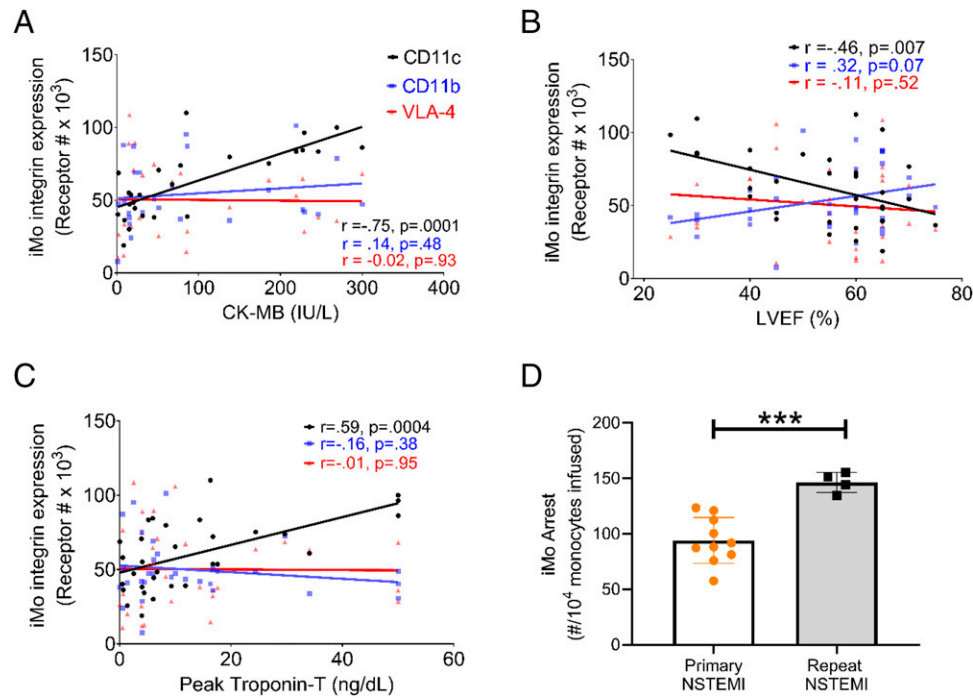 A
iMo integrin expression
(Receptor # x 10³)
150
100
50
0
CD11c
CD11b
VLA-4
r=-.75, p=.0001
r = .14, p=.48
r = -0.02, p=.93
0
100
200
300
400
CK-MB (IU/L)
B
iMo integrin expression
(Receptor # x 10³)
150
100
50
0
r =-.46, p=.007
r = .32, p=0.07
r = -.11, p=.52
20
40
60
80
LVEF (%)
C
iMo integrin expression
(Receptor # x 10³)
150
100
50
0
r=.59, p=.0004
r=-.16, p=.38
r=-.01, p=.95
0
20
40
60
Peak Troponin-T (ng/dL)
D
iMo Arrest
(#/10⁴ monocytes infused)
200
150
100
50
0
***
Primary
NSTEMI
Repeat
NSTEMI